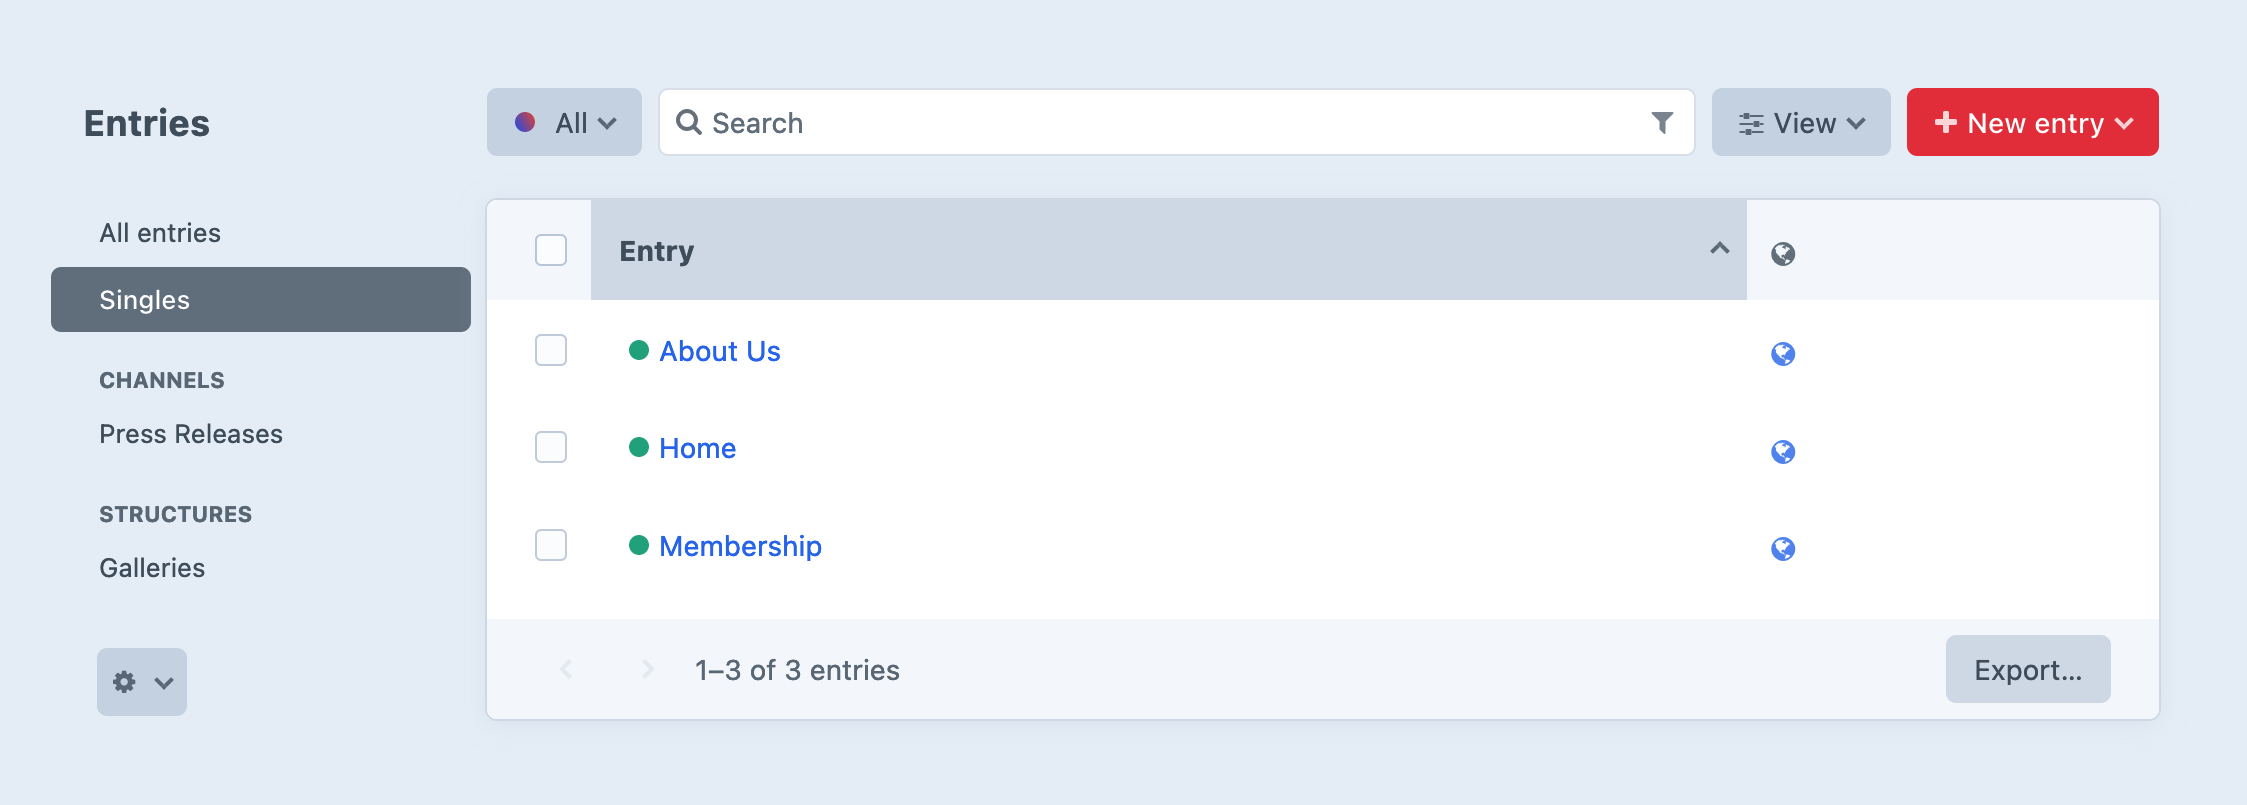 Entries
All entries
Singles
CHANNELS
Press Releases
STRUCTURES
Galleries
All
Search
View
New entry
Entry
About Us
Home
Membership
1–3 of 3 entries
Export…